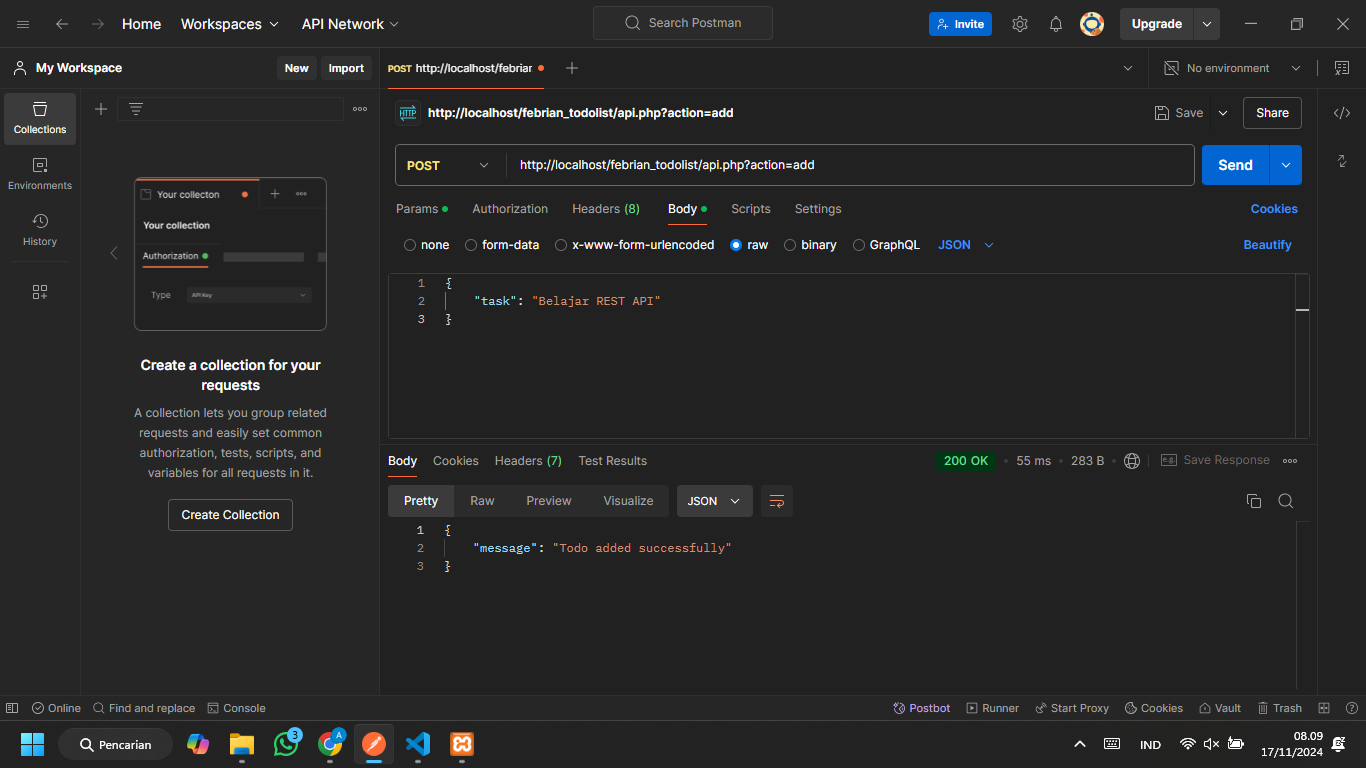 Home Workspaces API Network Search Postman Invite Upgrade
My Workspace New Import POST http://localhost/febrian No environment
Collections
Environments
History
Your collecton
Your collection
Authorization
Type API Key
Create a collection for your
requests
A collection lets you group related
requests and easily set common
authorization, tests, scripts, and
variables for all requests in it.
Create Collection
HTTP http://localhost/febrian_todolist/api.php?action=add Save Share
POST http://localhost/febrian_todolist/api.php?action=add Send
Params Authorization Headers (8) Body Scripts Settings Cookies
none form-data x-www-form-urlencoded raw binary GraphQL JSON Beautify
1 {
2 "task": "Belajar REST API"
3 }
Body Cookies Headers (7) Test Results 200 OK 55 ms 283 B Save Response
Pretty Raw Preview Visualize JSON
1 {
2 "message": "Todo added successfully"
3 }
Online Find and replace Console Postbot Runner Start Proxy Cookies Vault Trash
Pencarian 3 A IND 08.09
17/11/2024